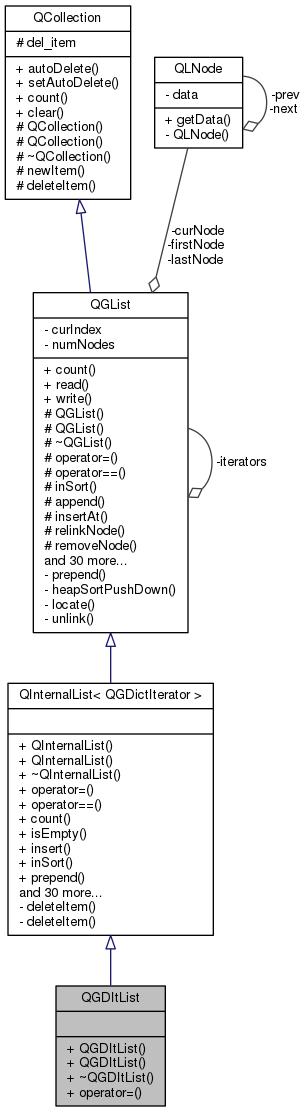 QCollection
# del_item
+ autoDelete()
+ setAutoDelete()
+ count()
+ clear()
# QCollection()
# QCollection()
# ~QCollection()
# newItem()
# deleteItem()
QLNode
- data
+ getData()
- QLNode()
-prev
-next
-curNode
-firstNode
-lastNode
QGList
- curIndex
- numNodes
+ count()
+ read()
+ write()
# QGList()
# QGList()
# ~QGList()
# operator=()
# operator==()
# inSort()
# append()
# insertAt()
# relinkNode()
# removeNode()
and 30 more...
- prepend()
- heapSortPushDown()
- locate()
- unlink()
-iterators
QInternalList< QGDictIterator >
+ QInternalList()
+ QInternalList()
+ ~QInternalList()
+ operator=()
+ operator==()
+ count()
+ isEmpty()
+ insert()
+ inSort()
+ prepend()
and 30 more...
- deleteItem()
- deleteItem()
QGDItList
+ QGDItList()
+ QGDItList()
+ ~QGDItList()
+ operator=()